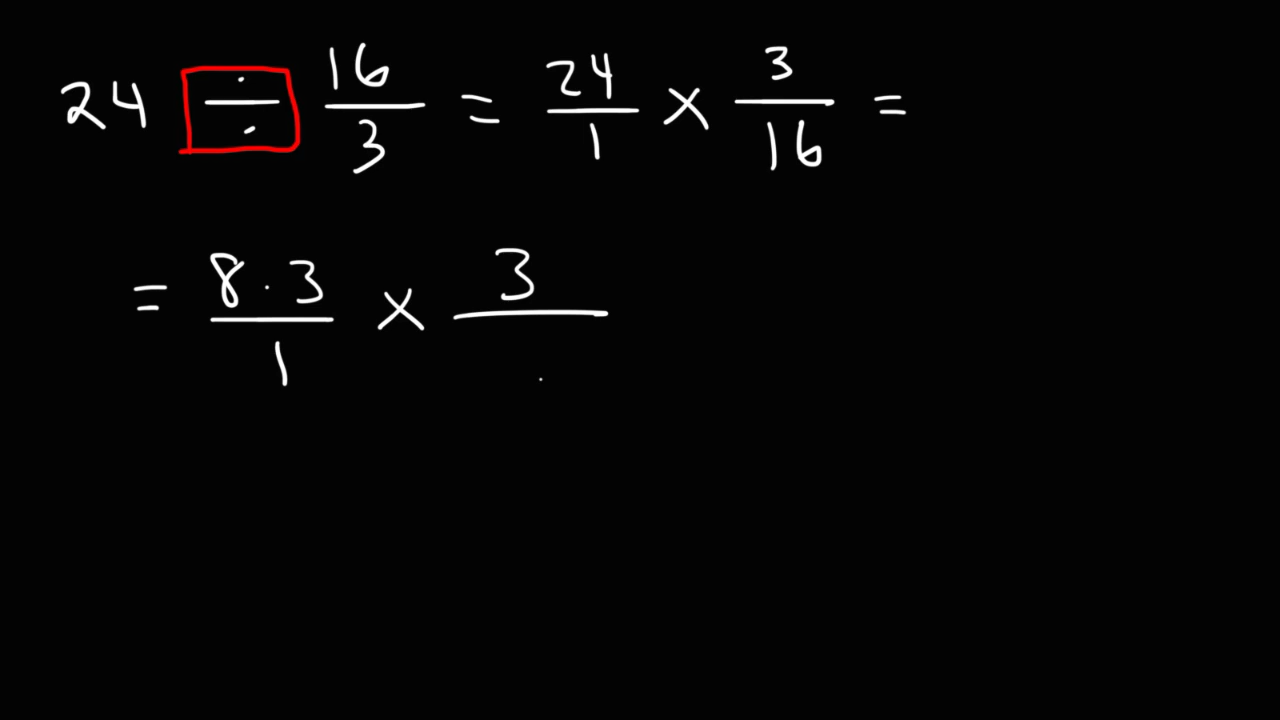 24 ÷ 16/3 = 24/1 × 3/16 =
= 8·3/1 × 3/